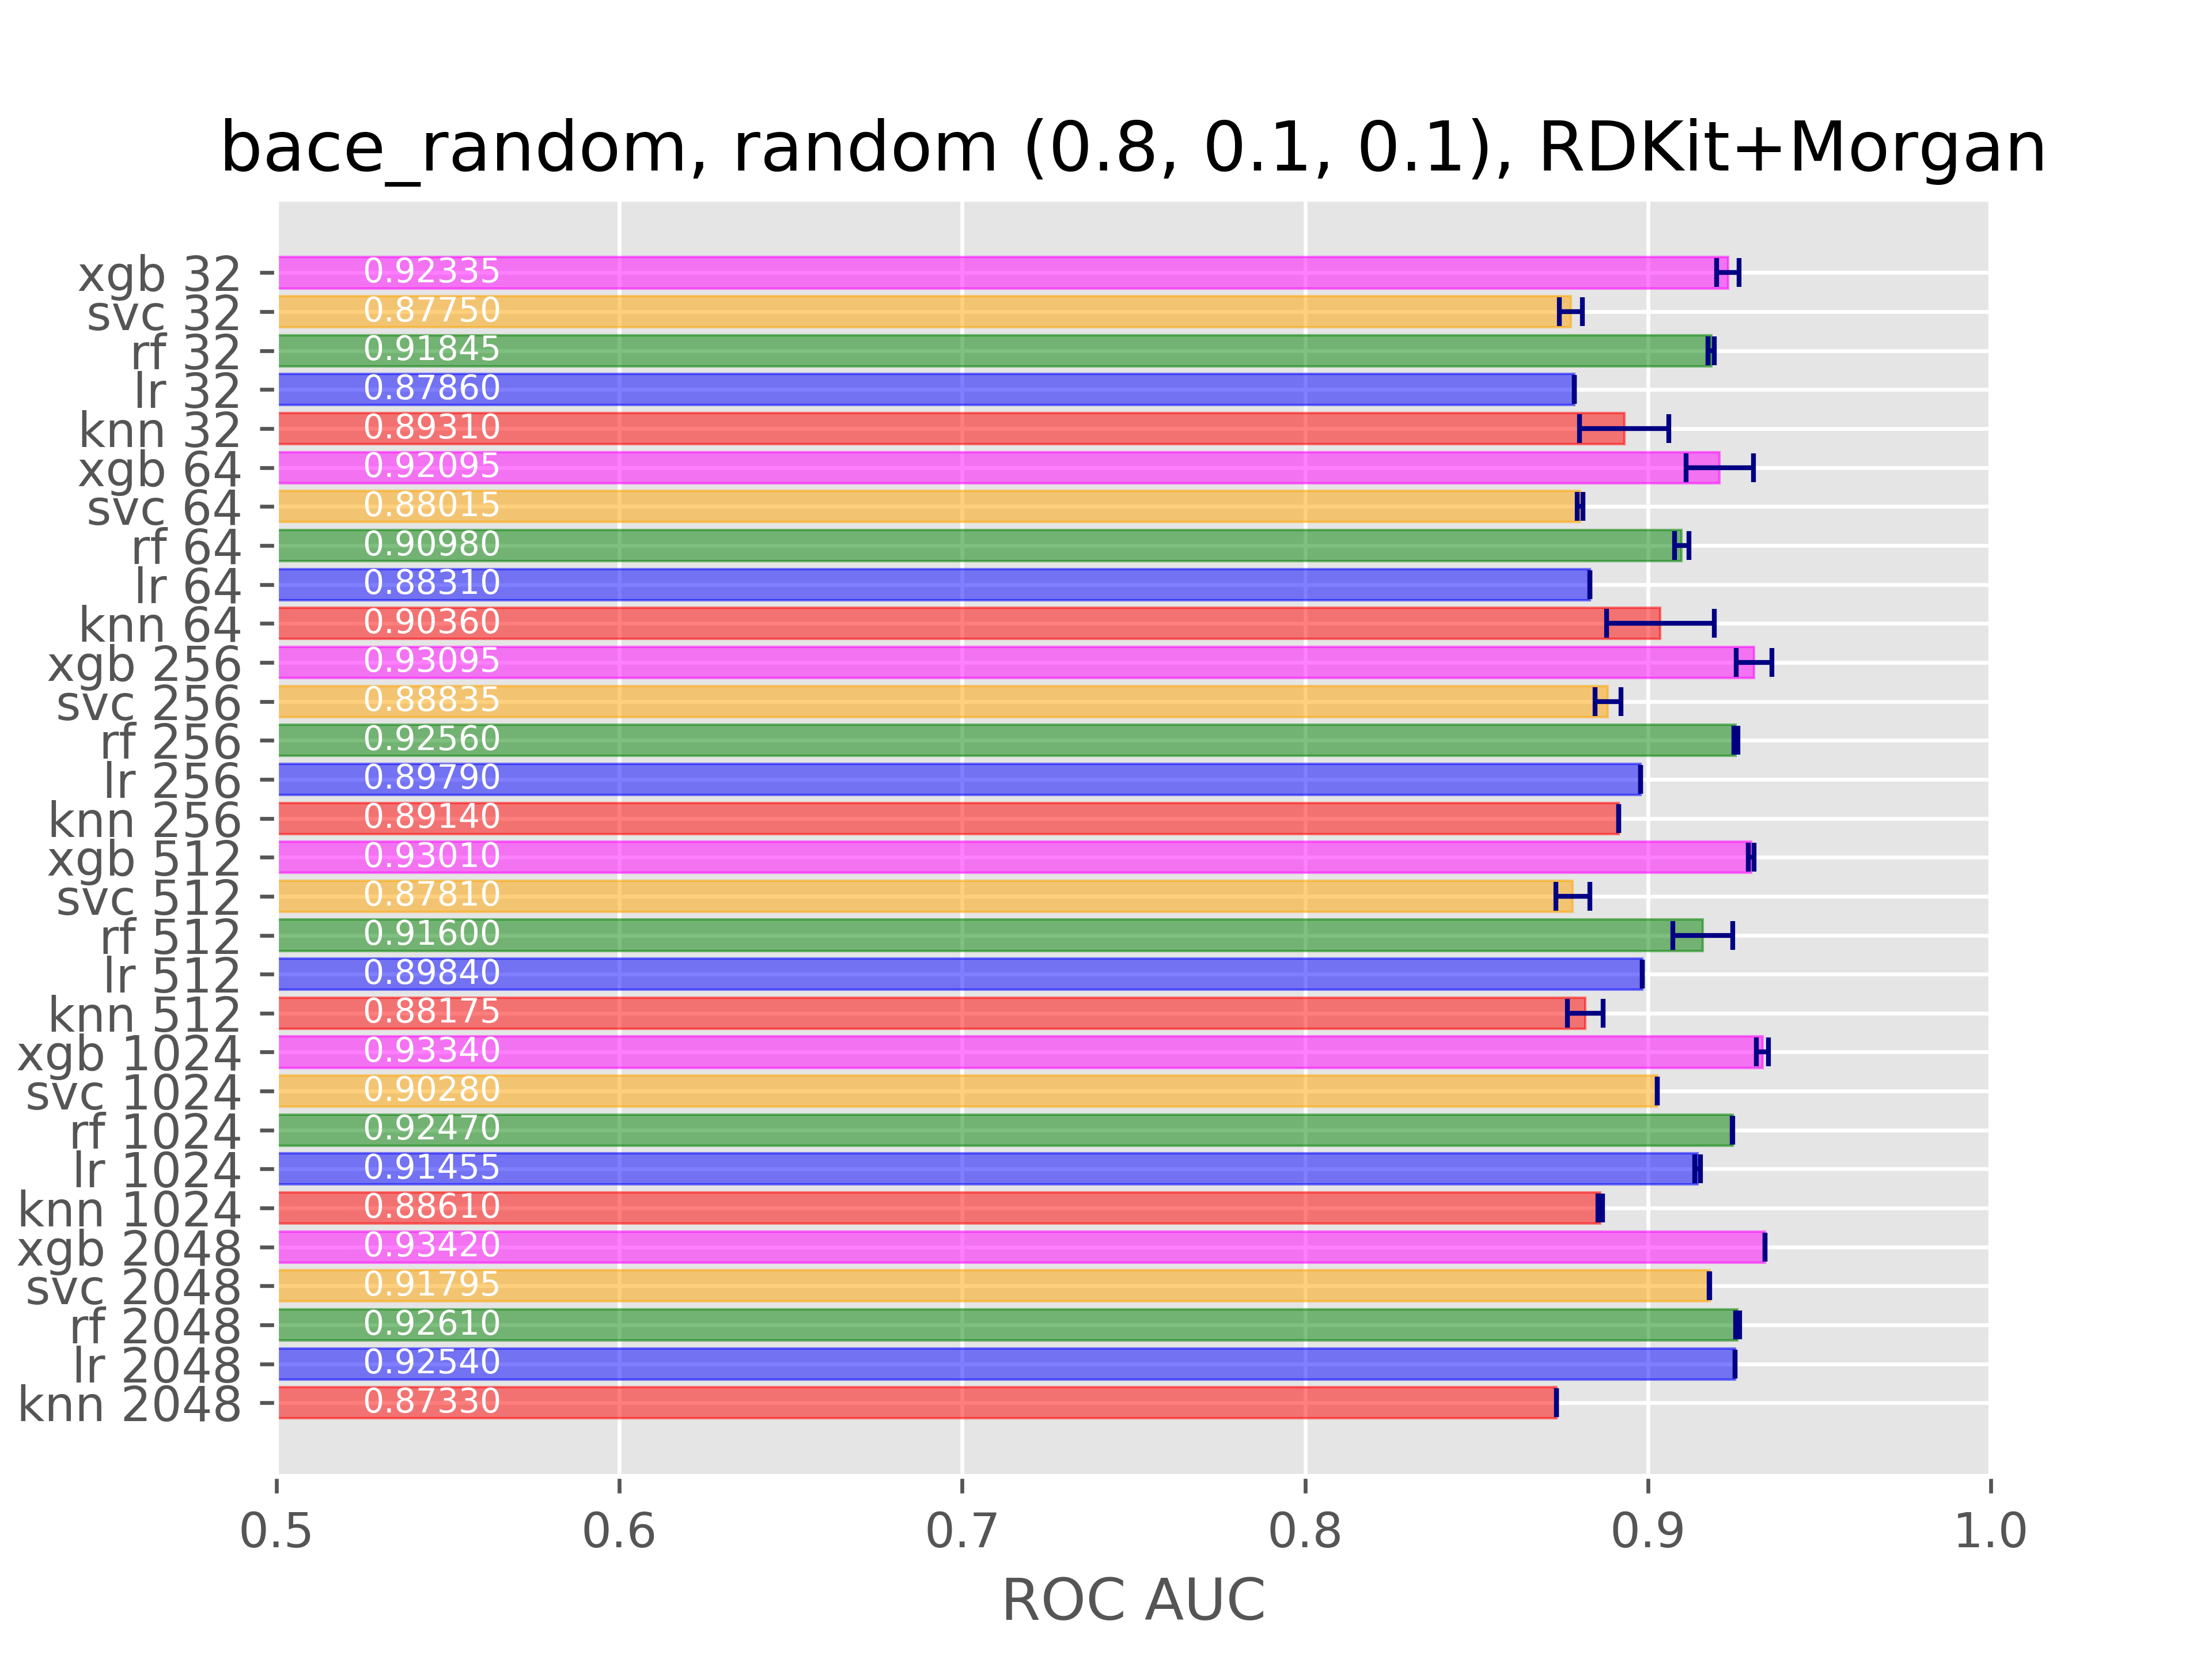 bace_random, random (0.8, 0.1, 0.1), RDKit+Morgan
xgb 32 0.92335
svc 32 0.87750
rf 32 0.91845
lr 32 0.87860
knn 32 0.89310
xgb 64 0.92095
svc 64 0.88015
rf 64 0.90980
lr 64 0.88310
knn 64 0.90360
xgb 256 0.93095
svc 256 0.88835
rf 256 0.92560
lr 256 0.89790
knn 256 0.89140
xgb 512 0.93010
svc 512 0.87810
rf 512 0.91600
lr 512 0.89840
knn 512 0.88175
xgb 1024 0.93340
svc 1024 0.90280
rf 1024 0.92470
lr 1024 0.91455
knn 1024 0.88610
xgb 2048 0.93420
svc 2048 0.91795
rf 2048 0.92610
lr 2048 0.92540
knn 2048 0.87330
0.5 0.6 0.7 0.8 0.9 1.0
ROC AUC